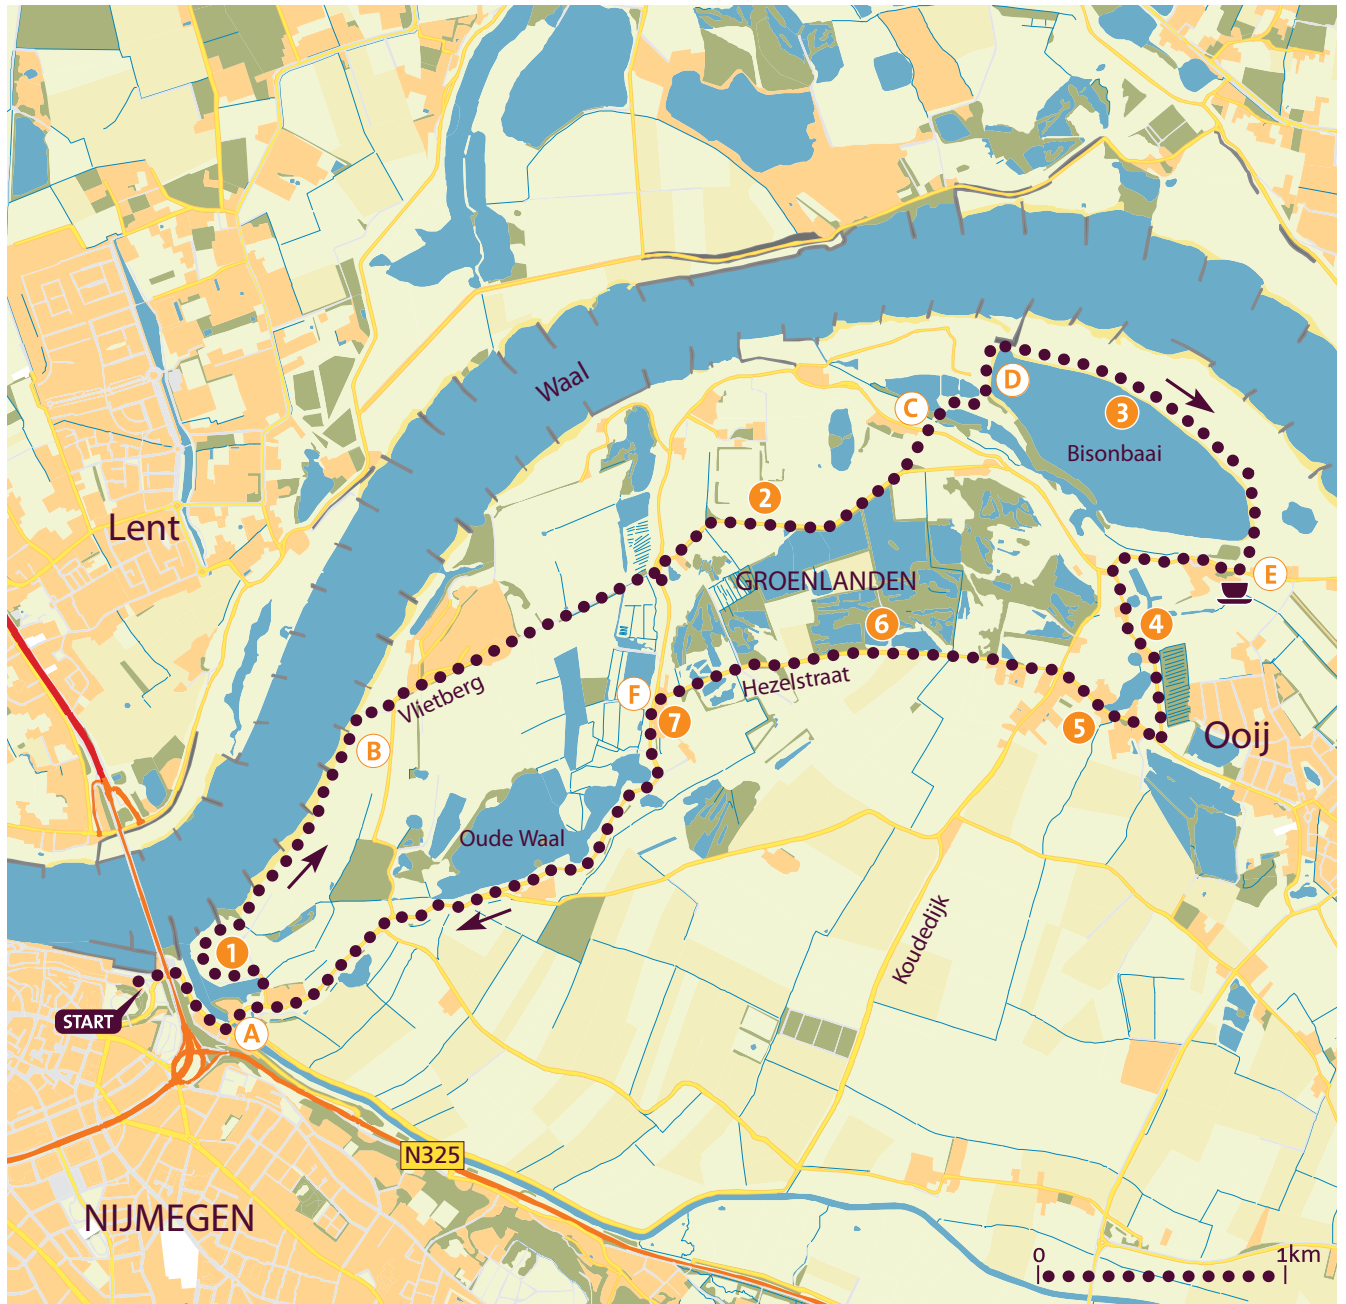 Waal
D
C
3
Bisonbaai
Lent
2
GROENLANDEN
E
6
4
Vlietberg
Hezelstraat
F
7
5
Ooij
B
Oude Waal
Koudedijk
1
START
A
N325
NIJMEGEN
0 1km